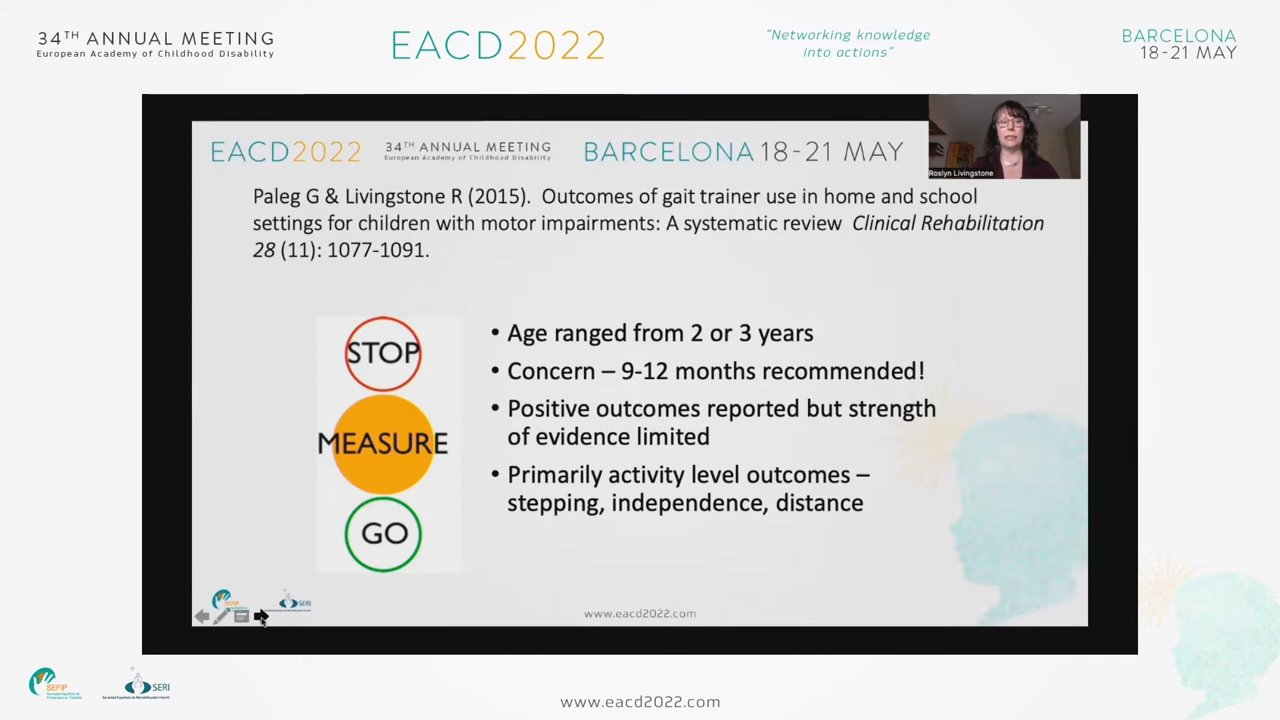 34TH ANNUAL MEETING
European Academy of Childhood Disability
EACD2022
"Networking knowledge
into actions"
BARCELONA
18-21 MAY
EACD2022
34TH ANNUAL MEETING
European Academy of Childhood Disability
BARCELONA 18-21 MAY
Roslyn Livingstone
Paleg G & Livingstone R (2015). Outcomes of gait trainer use in home and school
settings for children with motor impairments: A systematic review Clinical Rehabilitation
28 (11): 1077-1091.
STOP
MEASURE
GO
• Age ranged from 2 or 3 years
• Concern – 9-12 months recommended!
• Positive outcomes reported but strength
of evidence limited
• Primarily activity level outcomes –
stepping, independence, distance
SERI
www.eacd2022.com
SEFIP
SERI
www.eacd2022.com